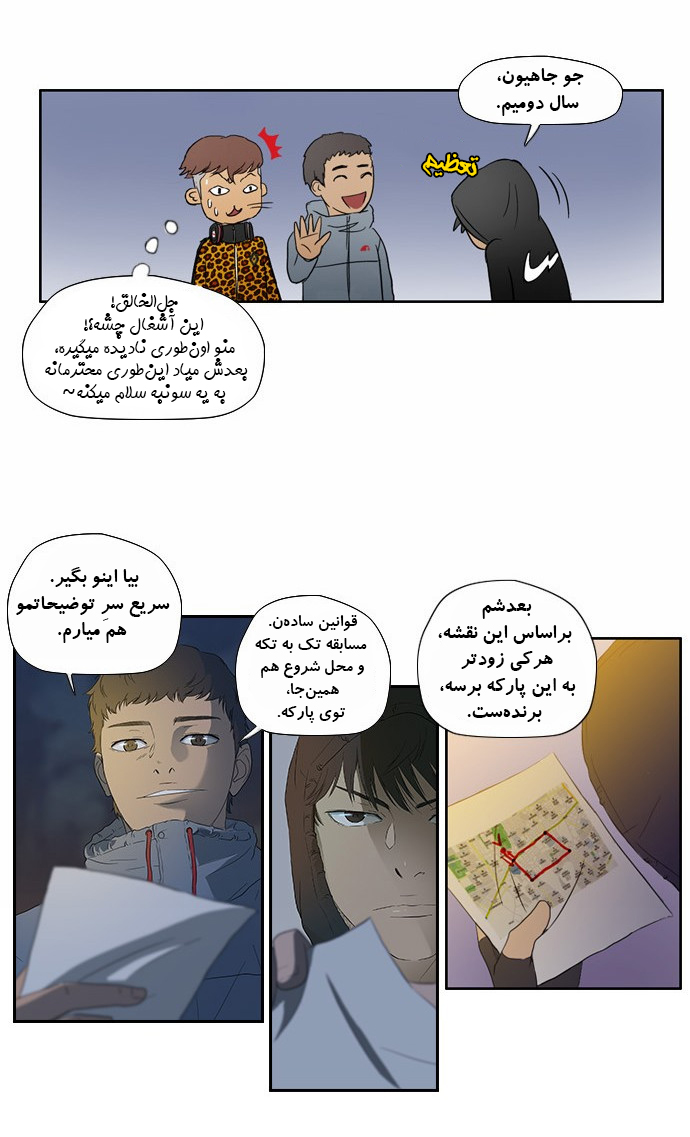 جو جاهیون،
سال دومیم.
تعظیم
جل‌الخالق!
این آشغال چشه؟!
منو اون‌طوری نادیده میگیره،
بعدش میاد این‌طوری محترمانه
به یه سونبه سلام میکنه~
بیا اینو بگیر.
سریع سرِ توضیحاتمو
هم میارم.
قوانین ساده‌ن.
مسابقه تک به تکه
و محل شروع هم
همین‌جا،
توی پارکه.
بعدشم
براساس این نقشه،
هرکی زودتر
به این پارکه برسه،
برنده‌ست.